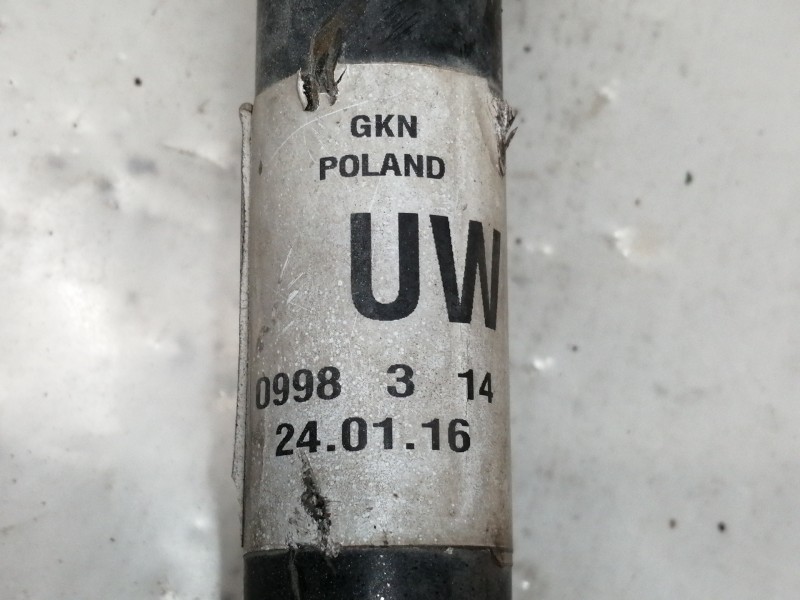 GKN
POLAND
UW
0998 3 14
24.01.16